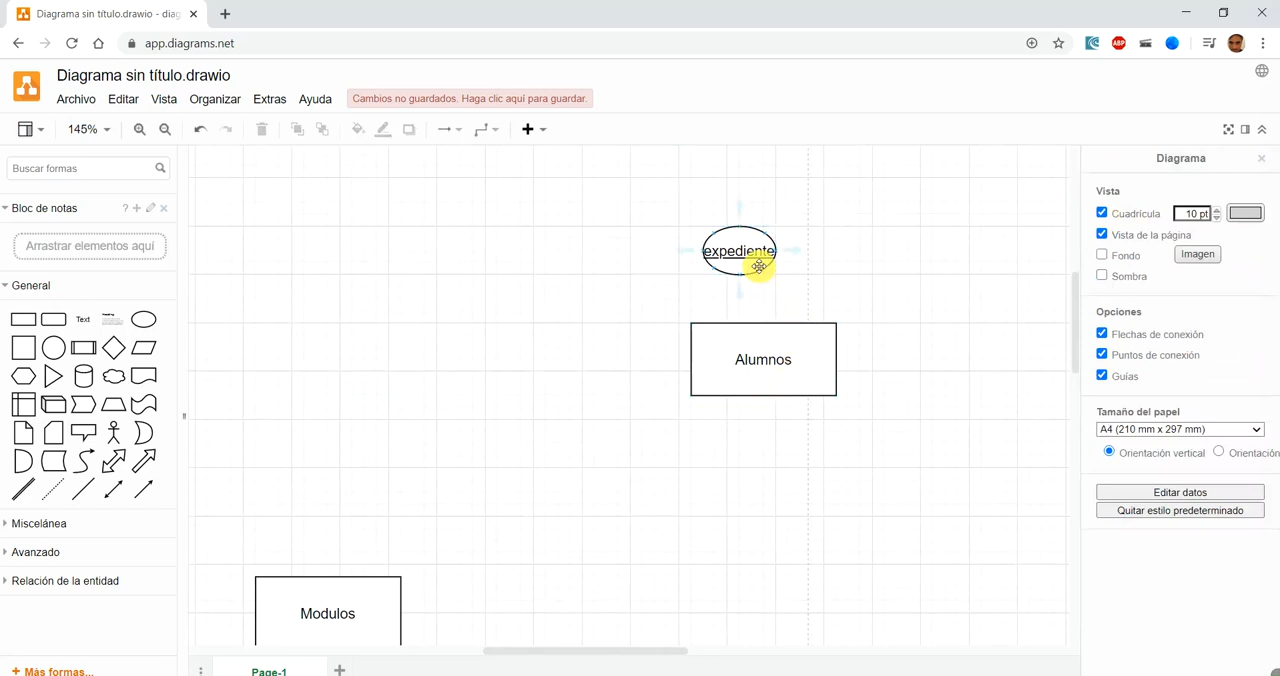 Diagrama sin título.drawio - diag
app.diagrams.net
ABP
Diagrama sin título.drawio
Archivo Editar Vista Organizar Extras Ayuda
Cambios no guardados. Haga clic aquí para guardar.
145%
Buscar formas
Bloc de notas
Arrastrar elementos aquí
General
Text
Miscelánea
Avanzado
Relación de la entidad
+ Más formas...
expediente
Alumnos
Modulos
Page-1
Diagrama
Vista
Cuadrícula 10 pt
Vista de la página
Fondo Imagen
Sombra
Opciones
Flechas de conexión
Puntos de conexión
Guías
Tamaño del papel
A4 (210 mm x 297 mm)
Orientación vertical Orientación
Editar datos
Quitar estilo predeterminado